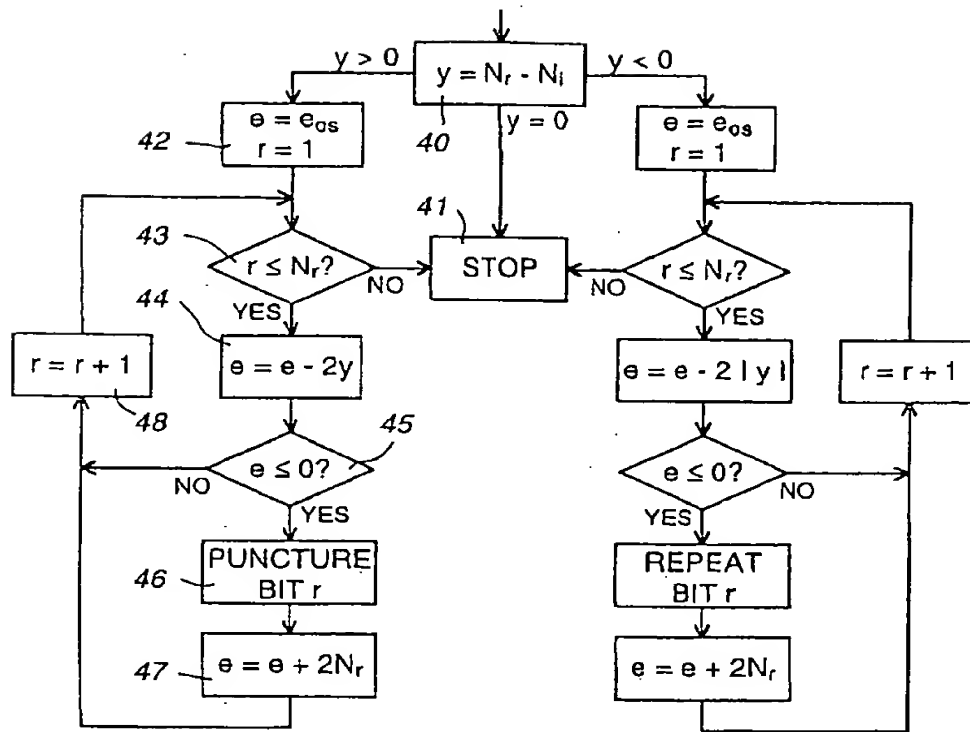 y > 0
y = Nᵣ - Nᵢ
y < 0
40
y = 0
42
e = eₒₛ
r = 1
e = eₒₛ
r = 1
41
STOP
43
r ≤ Nᵣ?
NO
YES
r ≤ Nᵣ?
NO
YES
44
e = e - 2y
r = r + 1
48
e = e - 2 | y |
r = r + 1
45
e ≤ 0?
NO
YES
e ≤ 0?
NO
YES
46
PUNCTURE
BIT r
REPEAT
BIT r
47
e = e + 2Nᵣ
e = e + 2Nᵣ